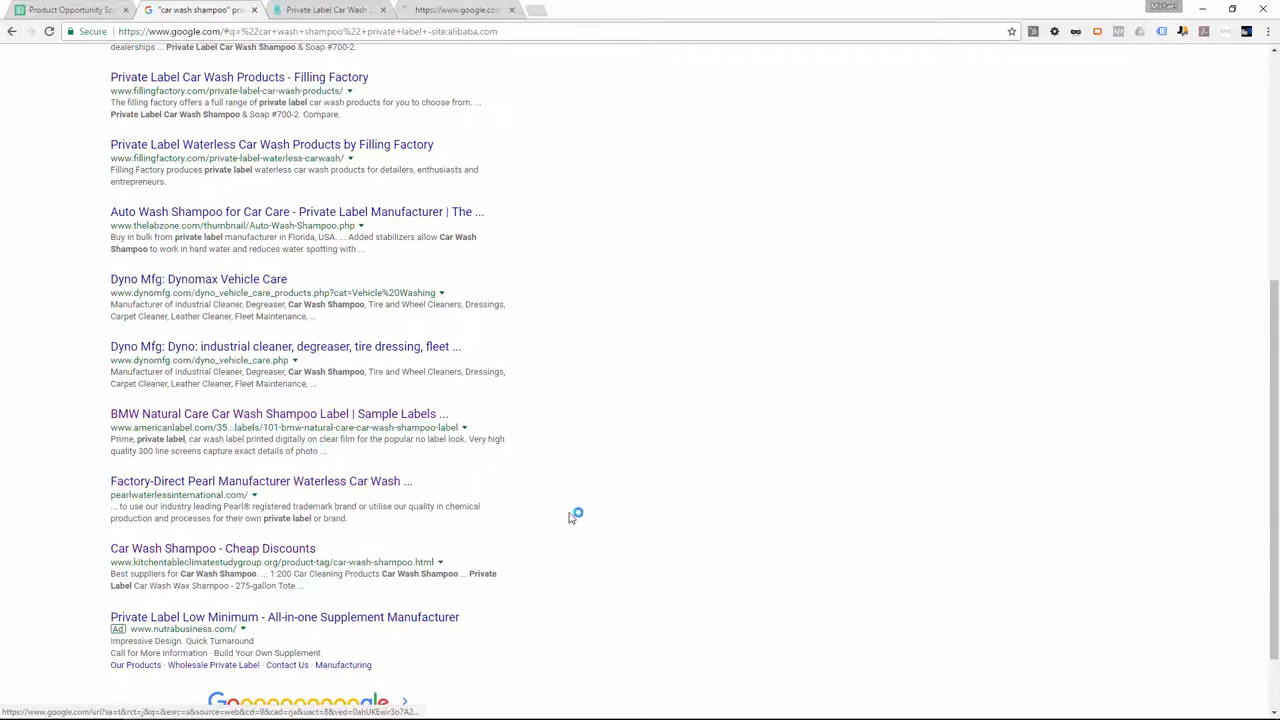 Product Opportunity Sp
"car wash shampoo" priv
Private Label Car Wash S
https://www.google.com
Michael
Secure
https://www.google.com/#q=%22car+wash+shampoo%22+private+label+-site:alibaba.com
dealerships ... Private Label Car Wash Shampoo & Soap #700-2.
Private Label Car Wash Products - Filling Factory
www.fillingfactory.com/private-label-car-wash-products/
The filling factory offers a full range of private label car wash products for you to choose from. ...
Private Label Car Wash Shampoo & Soap #700-2. Compare.
Private Label Waterless Car Wash Products by Filling Factory
www.fillingfactory.com/private-label-waterless-carwash/
Filling Factory produces private label waterless car wash products for detailers, enthusiasts and
entrepreneurs.
Auto Wash Shampoo for Car Care - Private Label Manufacturer | The ...
www.thelabzone.com/thumbnail/Auto-Wash-Shampoo.php
Buy in bulk from private label manufacturer in Florida, USA. ... Added stabilizers allow Car Wash
Shampoo to work in hard water and reduces water spotting with ...
Dyno Mfg: Dynomax Vehicle Care
www.dynomfg.com/dyno_vehicle_care_products.php?cat=Vehicle%20Washing
Manufacturer of Industrial Cleaner, Degreaser, Car Wash Shampoo, Tire and Wheel Cleaners, Dressings,
Carpet Cleaner, Leather Cleaner, Fleet Maintenance, ...
Dyno Mfg: Dyno: industrial cleaner, degreaser, tire dressing, fleet ...
www.dynomfg.com/dyno_vehicle_care.php
Manufacturer of Industrial Cleaner, Degreaser, Car Wash Shampoo, Tire and Wheel Cleaners, Dressings,
Carpet Cleaner, Leather Cleaner, Fleet Maintenance, ...
BMW Natural Care Car Wash Shampoo Label | Sample Labels ...
www.americanlabel.com/35...labels/101-bmw-natural-care-car-wash-shampoo-label
Prime, private label, car wash label printed digitally on clear film for the popular no label look. Very high
quality 300 line screens capture exact details of photo ...
Factory-Direct Pearl Manufacturer Waterless Car Wash ...
pearlwaterlessinternational.com/
... to use our industry leading Pearl® registered trademark brand or utilise our quality in chemical
production and processes for their own private label or brand.
Car Wash Shampoo - Cheap Discounts
www.kitchentableclimatestudygroup.org/product-tag/car-wash-shampoo.html
Best suppliers for Car Wash Shampoo. ... 1:200 Car Cleaning Products Car Wash Shampoo ... Private
Label Car Wash Wax Shampoo - 275-gallon Tote ...
Private Label Low Minimum - All-in-one Supplement Manufacturer
Ad www.nutrabusiness.com/
Impressive Design. Quick Turnaround
Call for More Information · Build Your Own Supplement
Our Products · Wholesale Private Label · Contact Us · Manufacturing
Goooooooooogle